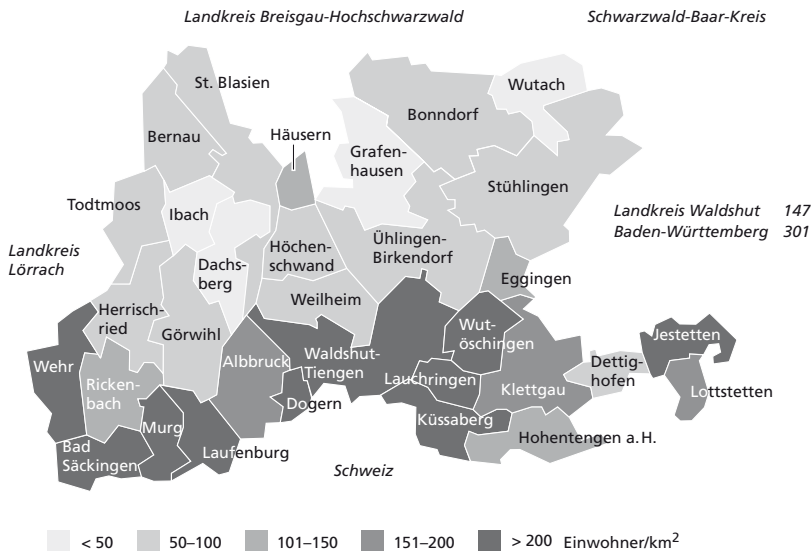 Landkreis Breisgau-Hochschwarzwald
Schwarzwald-Baar-Kreis
St. Blasien
Wutach
Bonndorf
Bernau
Häusern
Grafen-
hausen
Stühlingen
Todtmoos
Ibach
Landkreis Waldshut 147
Baden-Württemberg 301
Landkreis
Lörrach
Höchen-
schwand
Ühlingen-
Birkendorf
Dachs-
berg
Eggingen
Herrisch-
ried
Weilheim
Görwihl
Wut-
öschingen
Jestetten
Wehr
Albbruck
Waldshut-
Tiengen
Dettig-
hofen
Ricken-
bach
Lauchringen
Klettgau
Lottstetten
Dogern
Küssaberg
Murg
Hohentengen a. H.
Bad
Säckingen
Laufenburg
Schweiz
< 50 50–100 101–150 151–200 > 200 Einwohner/km²